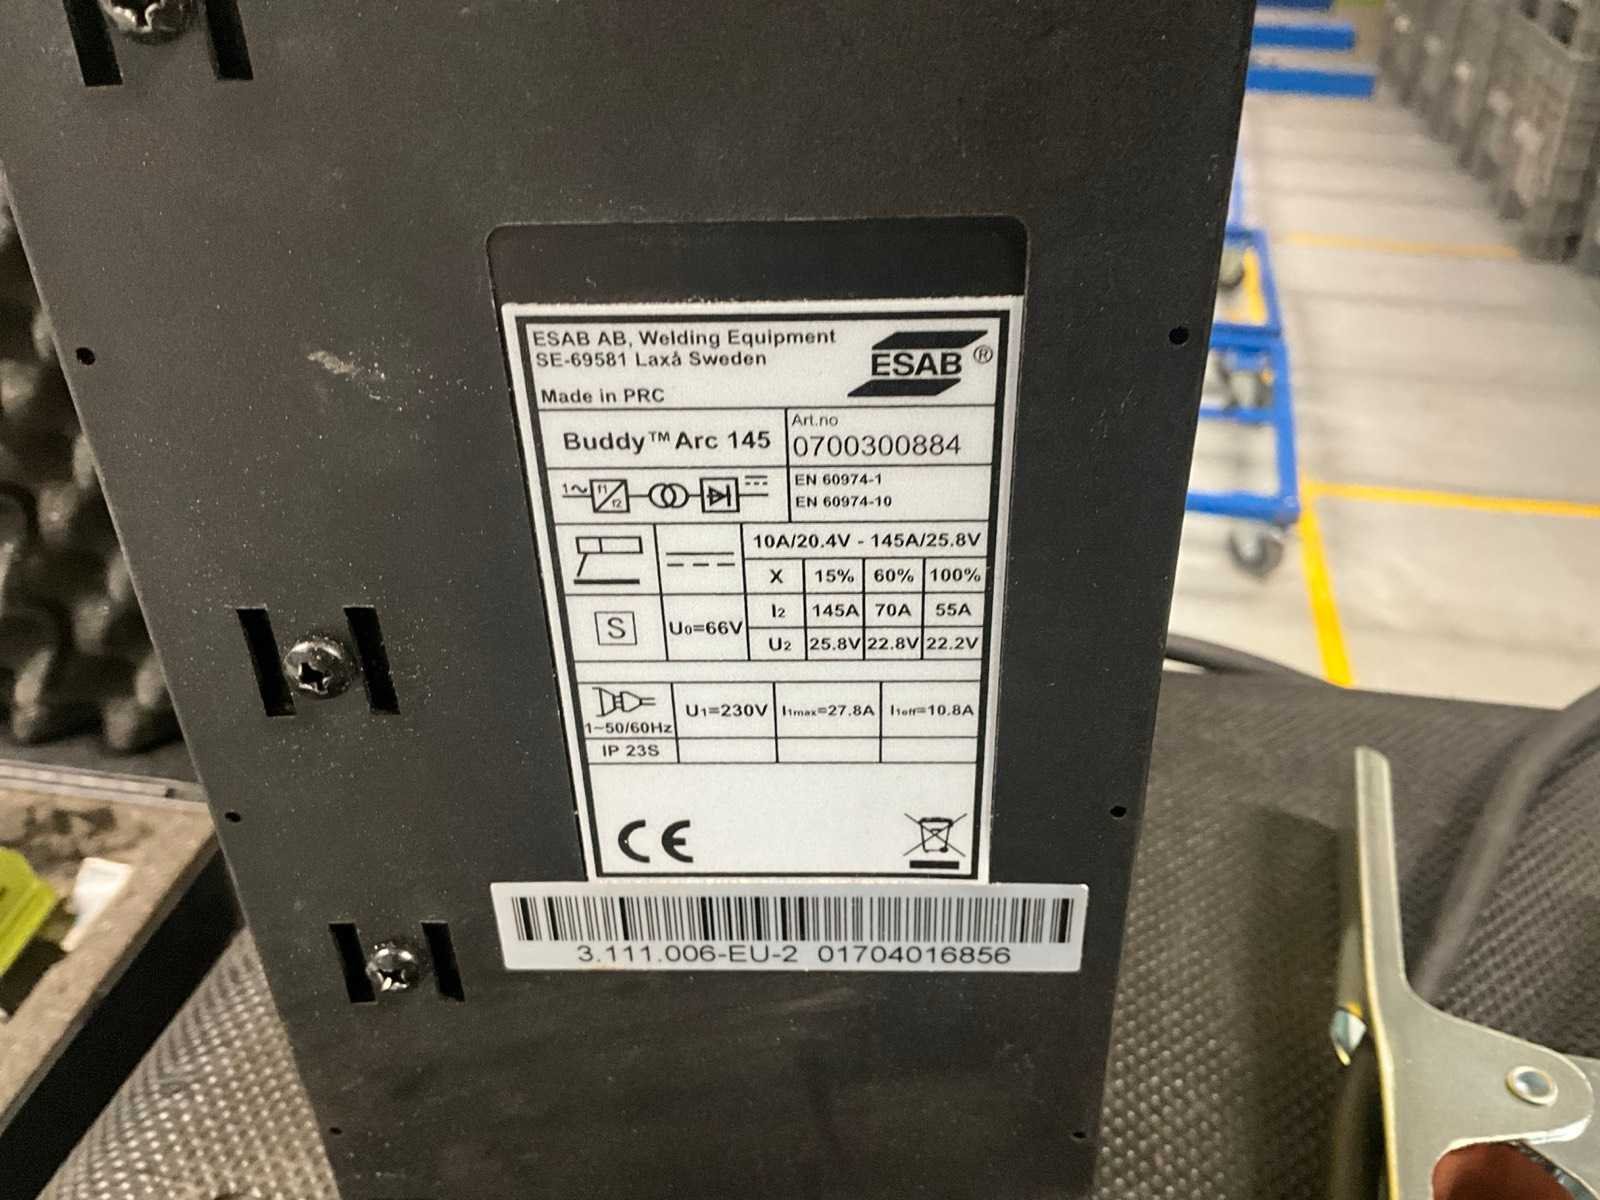 ESAB AB, Welding Equipment
SE-69581 Laxå Sweden
Made in PRC
ESAB®
Buddy™ Arc 145
Art.no
0700300884
1~ f1 f2
EN 60974-1
EN 60974-10
10A/20.4V - 145A/25.8V
X 15% 60% 100%
S
U0=66V
I2 145A 70A 55A
U2 25.8V 22.8V 22.2V
1~50/60Hz
U1=230V I1max=27.8A I1eff=10.8A
IP 23S
CE
3.111.006-EU-2 01704016856